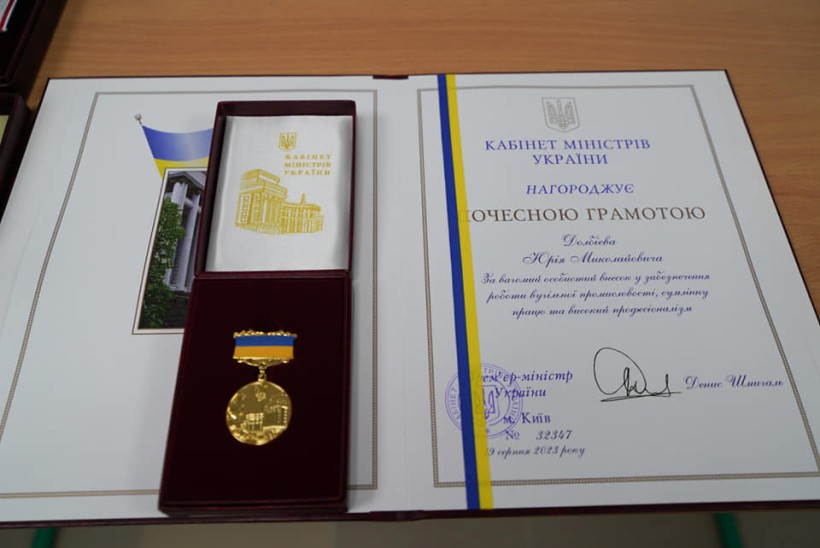 КАБІНЕТ
МІНІСТРІВ
УКРАЇНИ
КАБІНЕТ МІНІСТРІВ
УКРАЇНИ
НАГОРОДЖУЄ
ПОЧЕСНОЮ ГРАМОТОЮ
Юрія Миколайовича
За вагомий особистий внесок у забезпечення
роботи вугільної промисловості, сумлінну
працю та високий професіоналізм
Прем'єр-міністр
України
Денис Шмигаль
м. Київ
№ 32347
серпня 2023 року